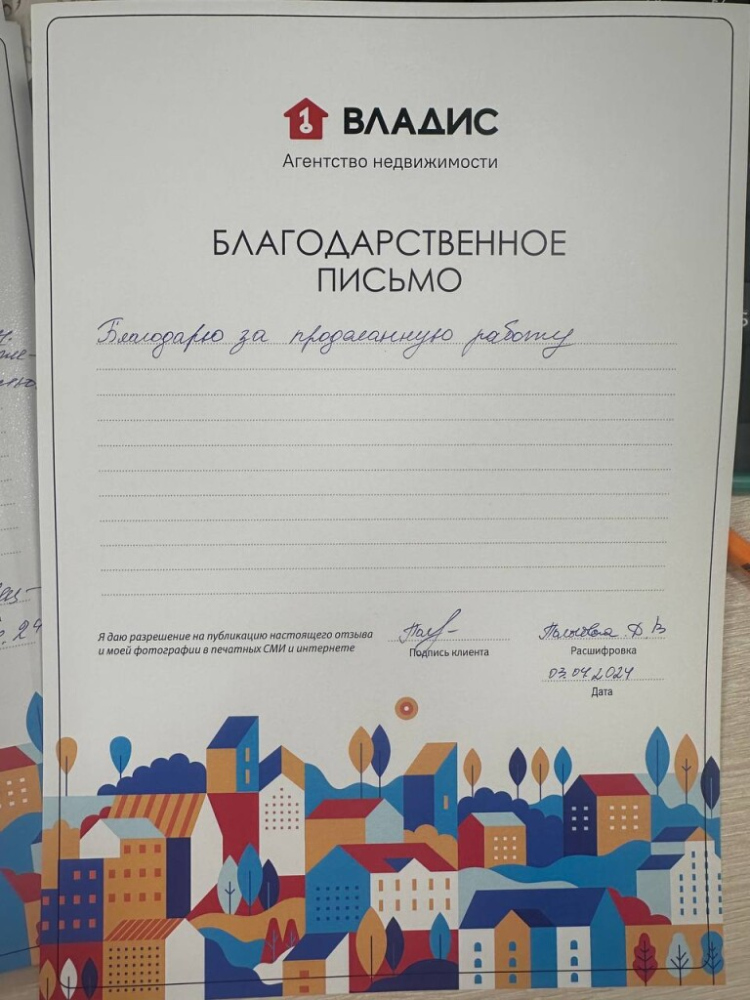 ВЛАДИС
Агентство недвижимости
БЛАГОДАРСТВЕННОЕ
ПИСЬМО
Благодарю за проделанную работу
Я даю разрешение на публикацию настоящего отзыва
и моей фотографии в печатных СМИ и интернете
Подпись клиента
Д.В
Расшифровка
03.04.2024
Дата